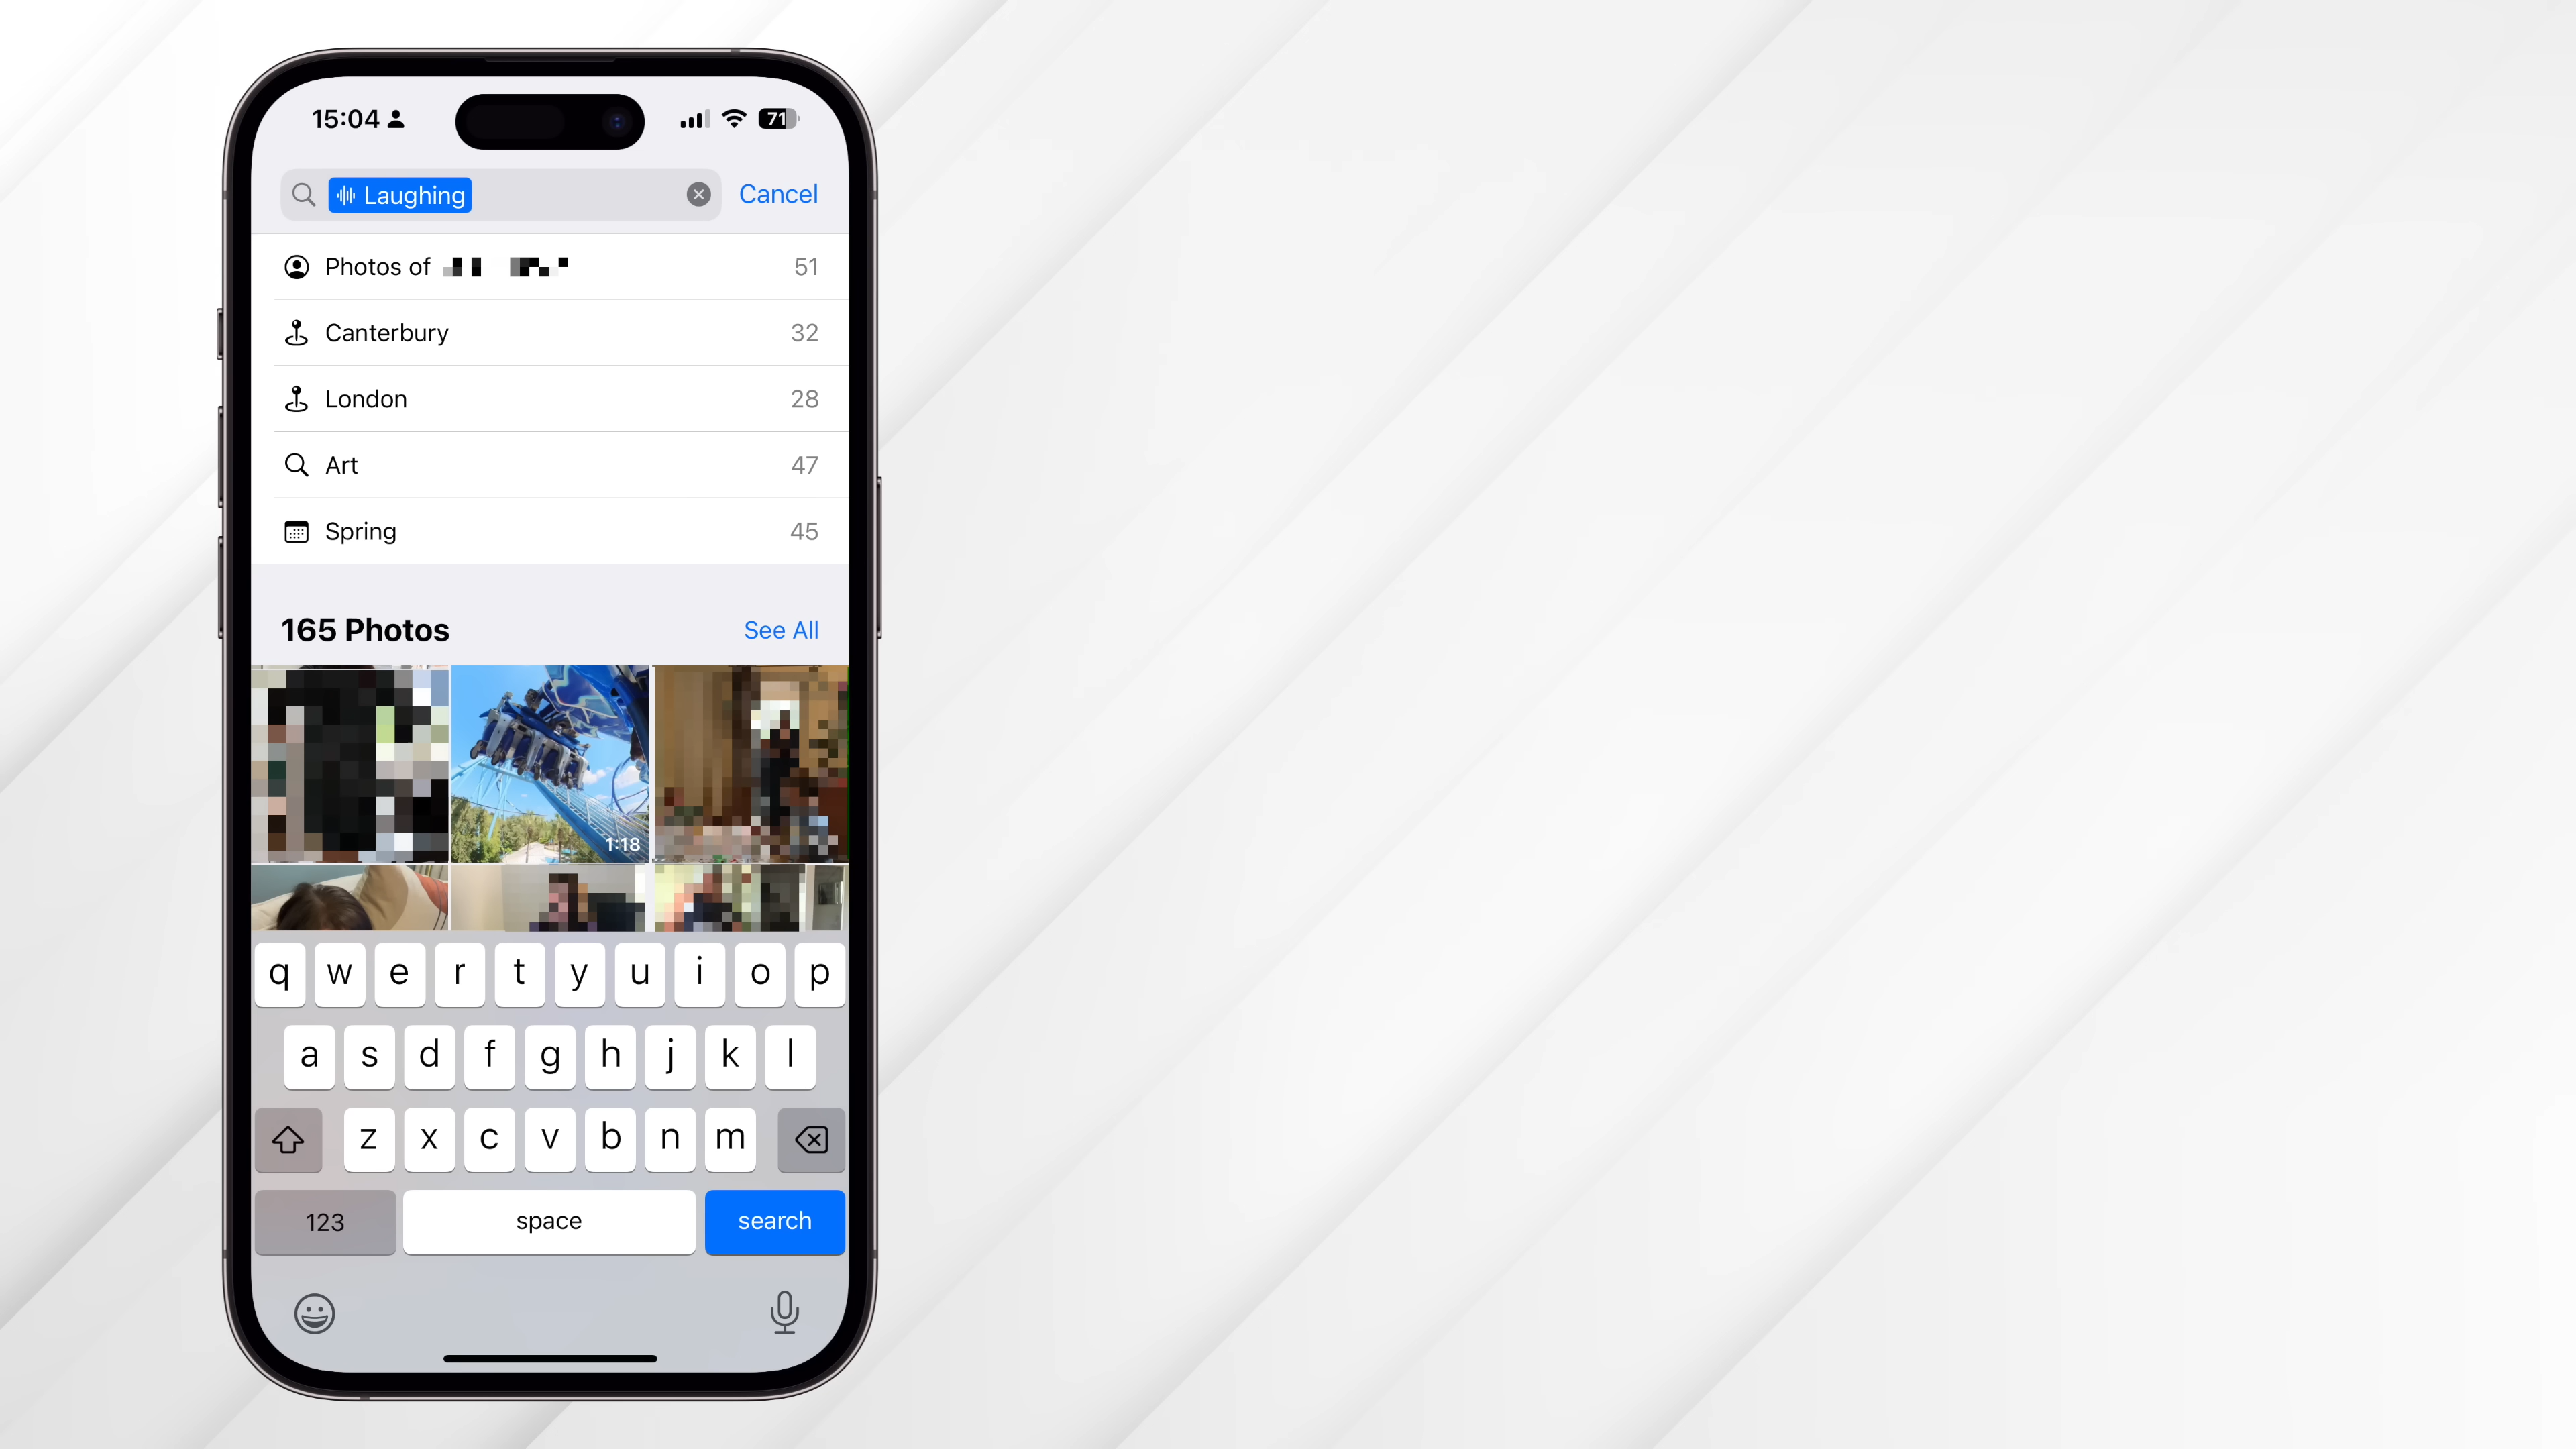 15:04 71
Laughing Cancel
Photos of 51
Canterbury 32
London 28
Art 47
Spring 45
165 Photos See All
1:18
q w e r t y u i o p
a s d f g h j k l
z x c v b n m
123 space search